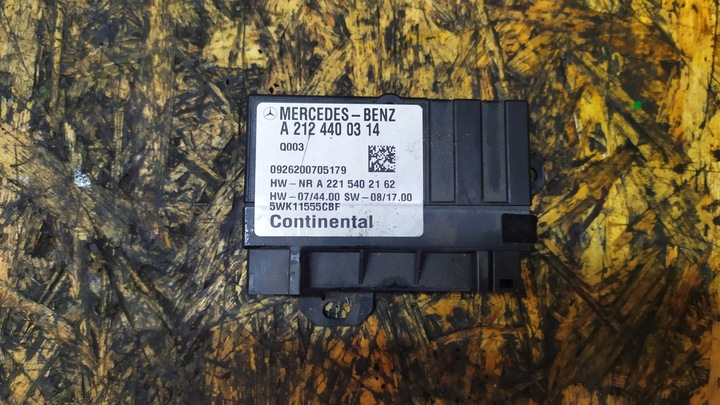 MERCEDES-BENZ
A 212 440 03 14
Q003
0926200705179
HW-NR A 221 540 21 62
HW-07/44.00 SW-08/17.00
5WK11555CBF
Continental